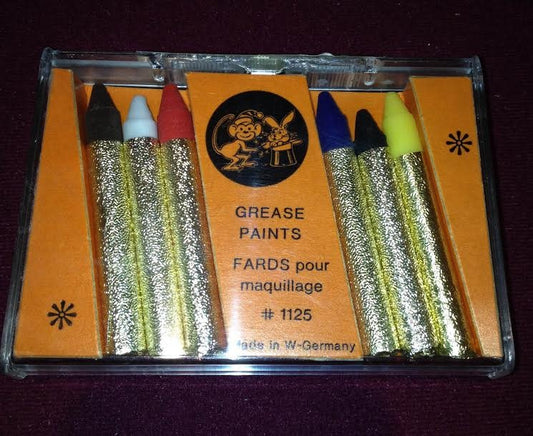 GREASE
PAINTS
FARDS pour
maquillage
# 1125
Made in W-Germany